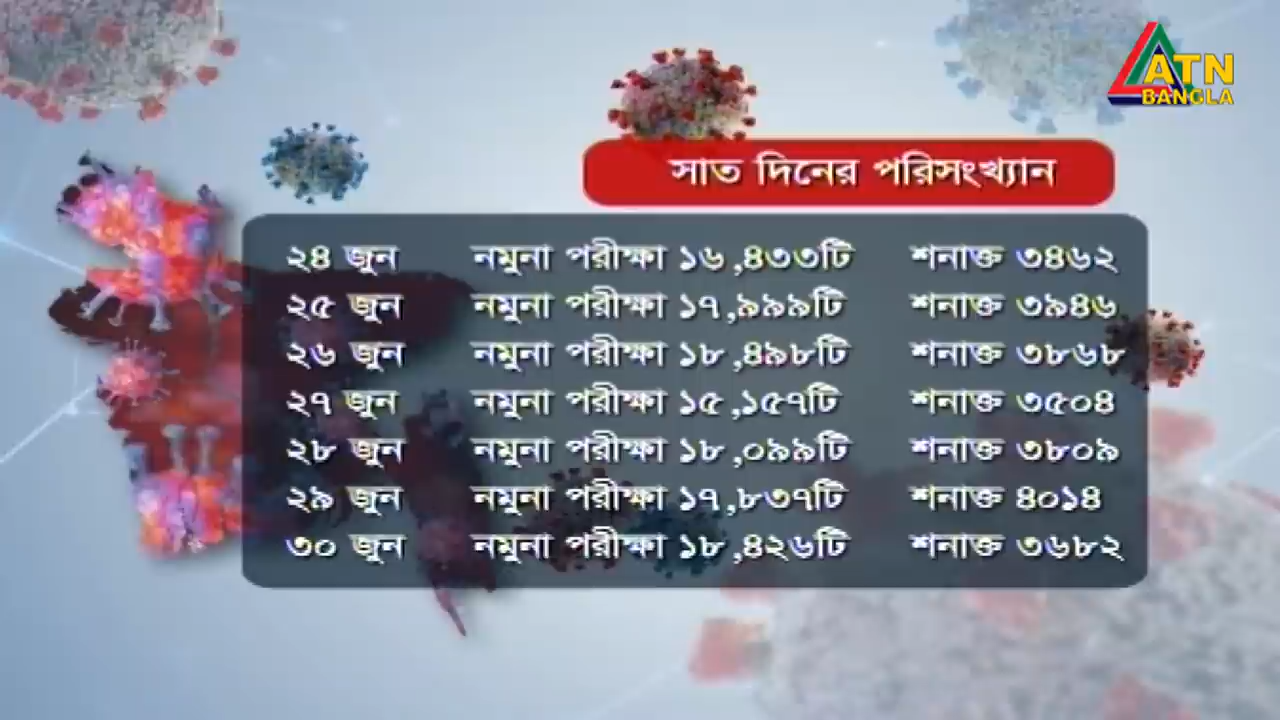 ATN
BANGLA
সাত দিনের পরিসংখ্যান
২৪ জুন নমুনা পরীক্ষা ১৬,৪৩৩টি শনাক্ত ৩৪৬২
২৫ জুন নমুনা পরীক্ষা ১৭,৯৯৯টি শনাক্ত ৩৯৪৬
২৬ জুন নমুনা পরীক্ষা ১৮,৪৯৮টি শনাক্ত ৩৮৬৮
২৭ জুন নমুনা পরীক্ষা ১৫,১৫৭টি শনাক্ত ৩৫০৪
২৮ জুন নমুনা পরীক্ষা ১৮,০৯৯টি শনাক্ত ৩৮০৯
২৯ জুন নমুনা পরীক্ষা ১৭,৮৩৭টি শনাক্ত ৪০১৪
৩০ জুন নমুনা পরীক্ষা ১৮,৪২৬টি শনাক্ত ৩৬৮২